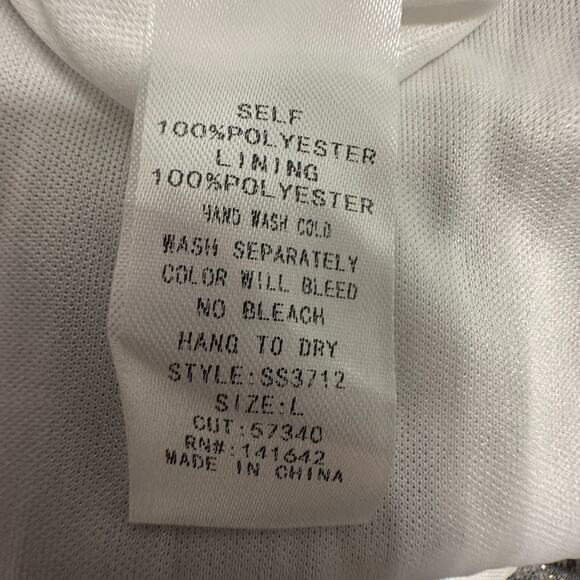 SELF
100%POLYESTER
LINING
100%POLYESTER
HAND WASH COLD
WASH SEPARATELY
COLOR WILL BLEED
NO BLEACH
HANG TO DRY
STYLE:SS3712
SIZE:L
CUT:57340
RN#:141642
MADE IN CHINA